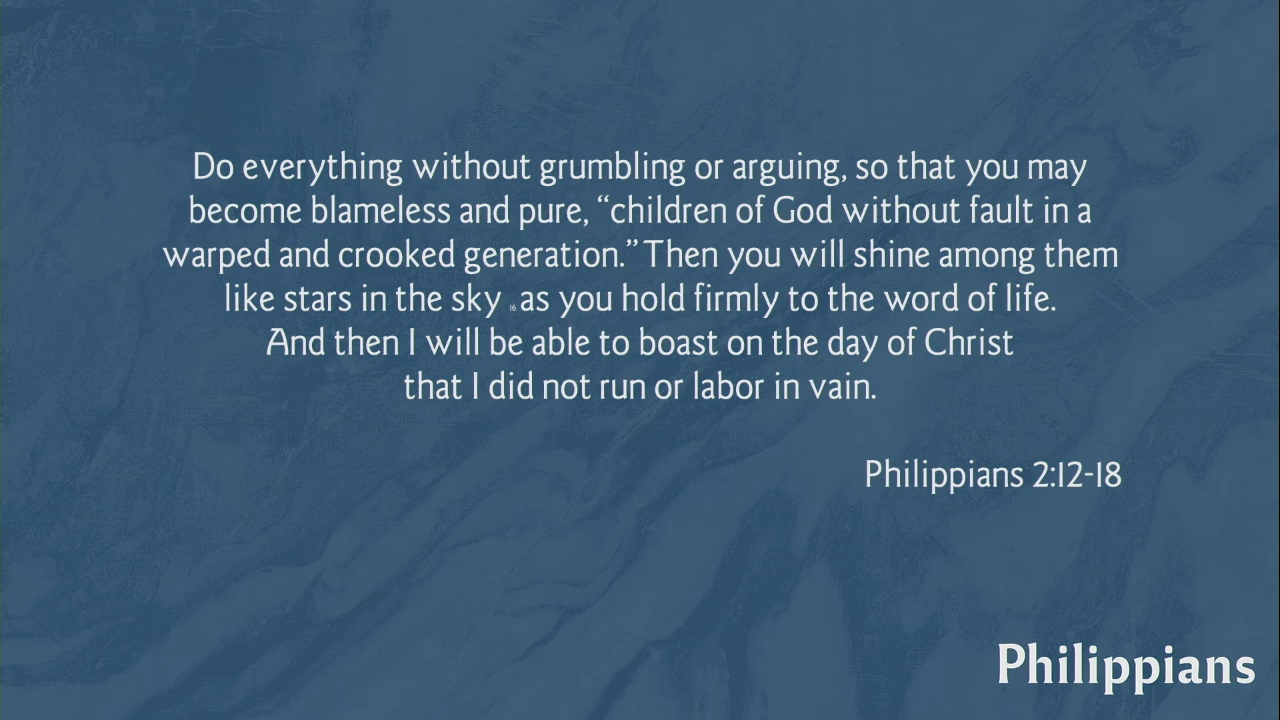 Do everything without grumbling or arguing, so that you may
become blameless and pure, “children of God without fault in a
warped and crooked generation.” Then you will shine among them
like stars in the sky 16 as you hold firmly to the word of life.
And then I will be able to boast on the day of Christ
that I did not run or labor in vain.
Philippians 2:12-18
Philippians